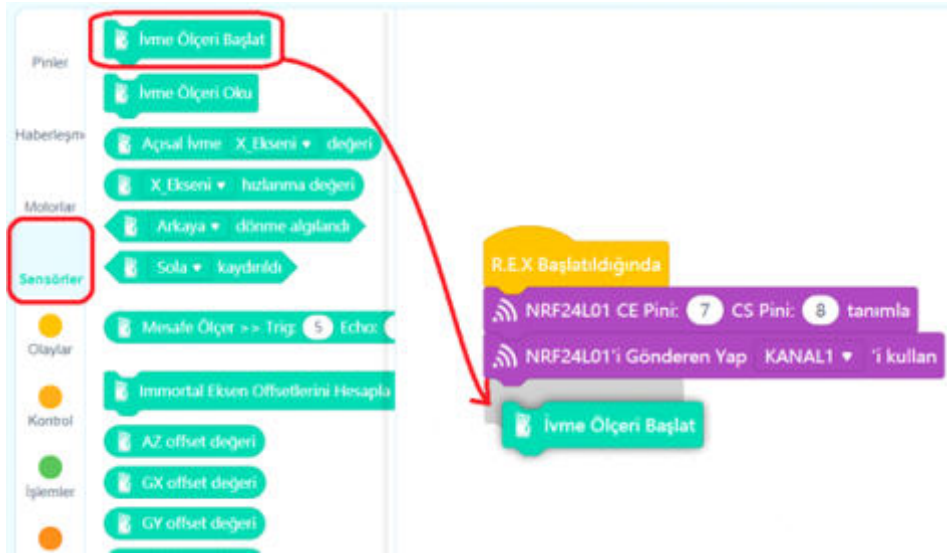 Pinler
Haberleşm
Motorlar
Sensörler
Olaylar
Kontrol
İşlemler
İvme Ölçeri Başlat
İvme Ölçeri Oku
Açısal İvme X_Ekseni değeri
X_Ekseni hızlanma değeri
Arkaya dönme algılandı
Sola kaydırıldı
Mesafe Ölçer >> Trig: 5 Echo:
Immortal Eksen Offsetlerini Hesapla
AZ offset değeri
GX offset değeri
GY offset değeri
R.E.X Başlatıldığında
NRF24L01 CE Pini: 7 CS Pini: 8 tanımla
NRF24L01'i Gönderen Yap KANAL1 'i kullan
İvme Ölçeri Başlat